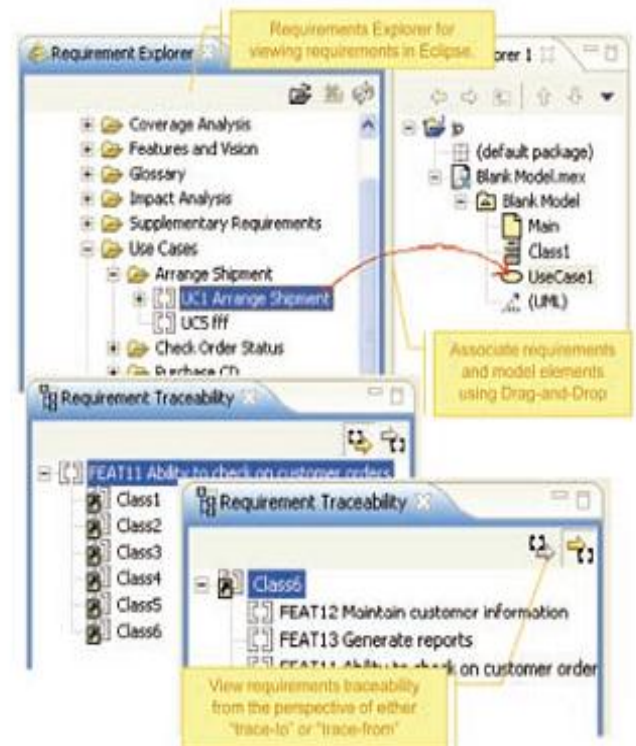 Requirements Explorer for
viewing requirements in Eclipse.
Requirement Explorer
orer 1
Coverage Analysis
Features and Vision
Glossary
Impact Analysis
Supplementary Requirements
Use Cases
Arrange Shipment
UC1 Arrange Shipment
UC5 fff
Check Order Status
Purchase CD
(default package)
Blank Model.mex
Blank Model
Main
Class1
UseCase1
(UML)
Associate requirements
and model elements
using Drag-and-Drop
Requirement Traceability
FEAT11 Ability to check on customer orders
Class1
Class2
Class3
Class4
Class5
Class6
Requirement Traceability
Class6
FEAT12 Maintain customer information
FEAT13 Generate reports
FEAT11 Ability to check on customer order
View requirements traceability
from the perspective of either
"trace-to" or "trace-from"